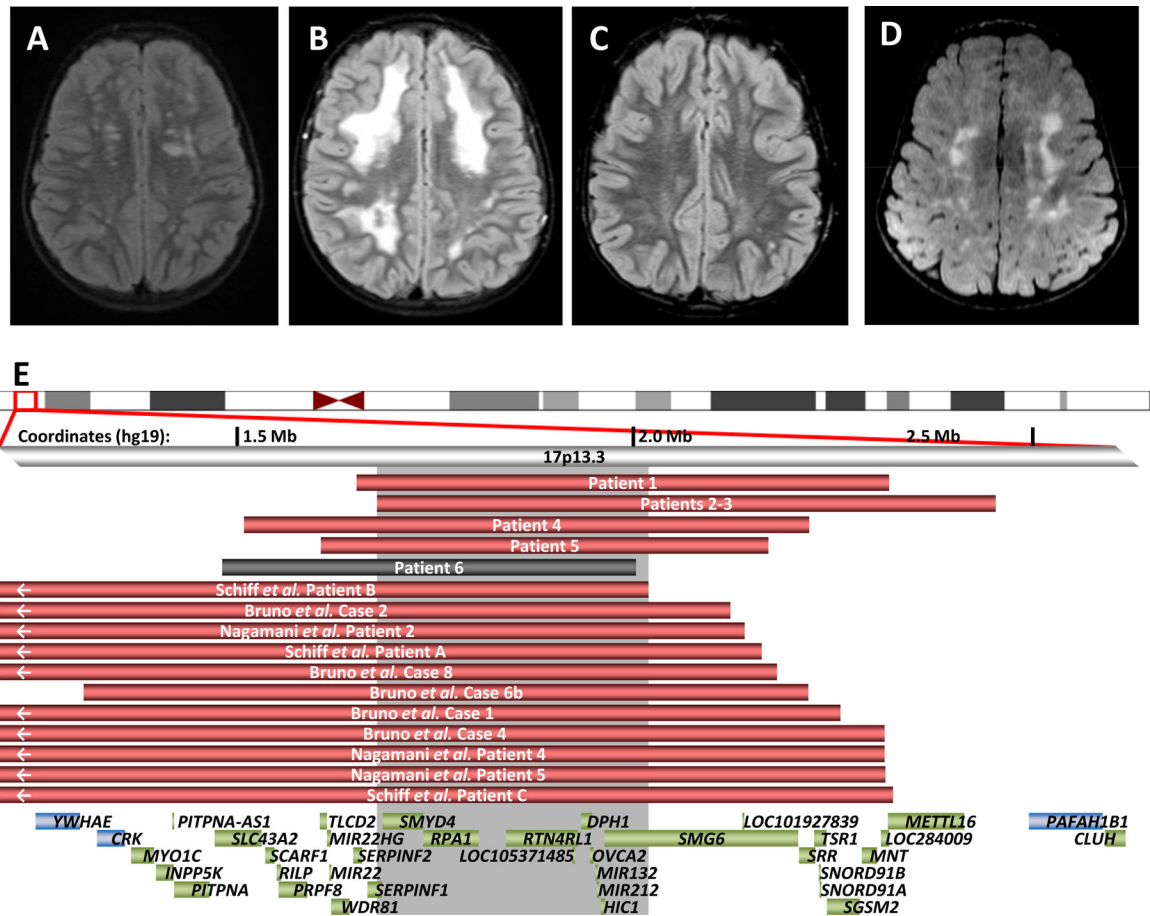 A B C D
E
Coordinates (hg19): 1.5 Mb 2.0 Mb 2.5 Mb
17p13.3
Patient 1
Patients 2-3
Patient 4
Patient 5
Patient 6
← Schiff et al. Patient B
← Bruno et al. Case 2
← Nagamani et al. Patient 2
← Schiff et al. Patient A
← Bruno et al. Case 8
Bruno et al. Case 6b
← Bruno et al. Case 1
← Bruno et al. Case 4
← Nagamani et al. Patient 4
← Nagamani et al. Patient 5
← Schiff et al. Patient C
YWHAE PITPNA-AS1 TLCD2 SMYD4 DPH1 LOC101927839 METTL16 PAFAH1B1
CRK SLC43A2 MIR22HG RPA1 RTN4RL1 SMG6 TSR1 LOC284009 CLUH
MYO1C SCARF1 SERPINF2 LOC105371485 OVCA2 SRR MNT
INPP5K RILP MIR22 MIR132 SNORD91B
PITPNA PRPF8 SERPINF1 MIR212 SNORD91A
WDR81 HIC1 SGSM2